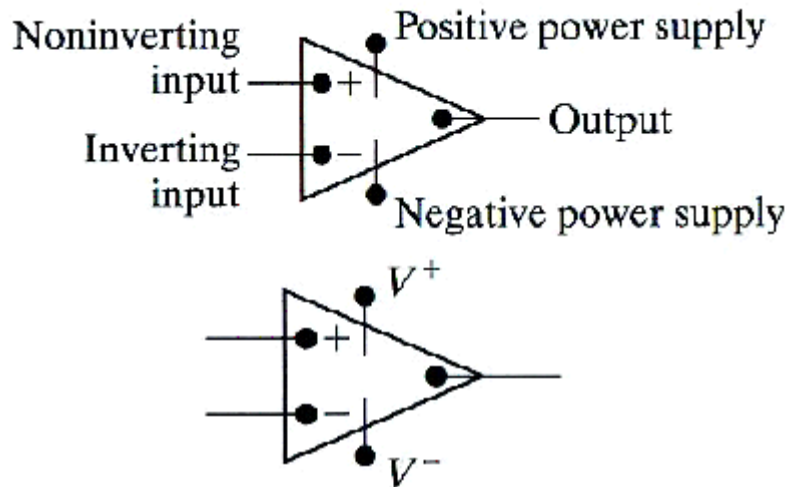 Noninverting
input
+
Positive power supply
Output
Inverting
input
−
Negative power supply
V+
+
−
V−